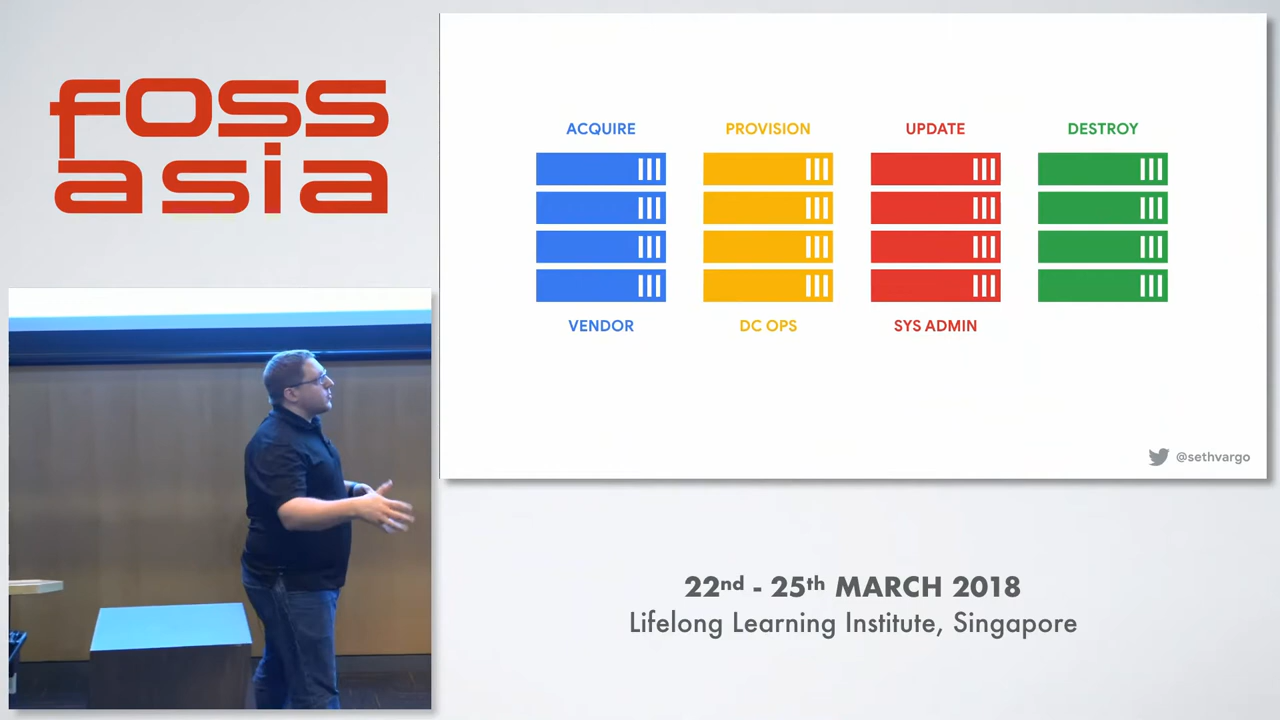 foss
asia
ACQUIRE PROVISION UPDATE DESTROY
VENDOR DC OPS SYS ADMIN
@sethvargo
22nd - 25th MARCH 2018
Lifelong Learning Institute, Singapore